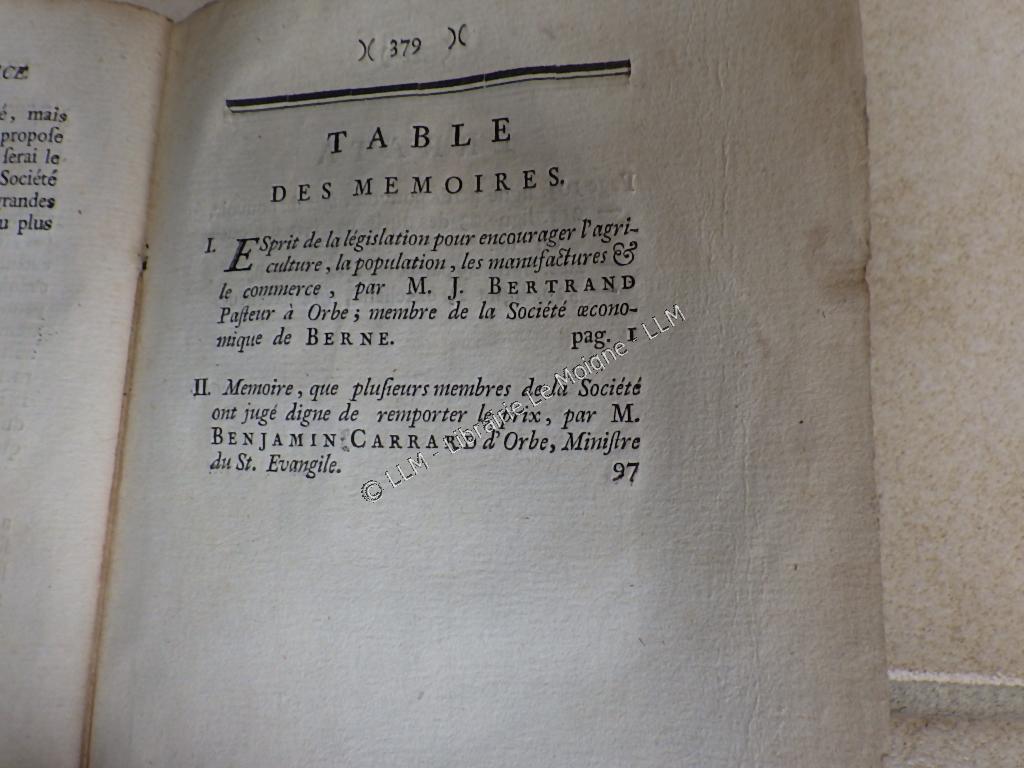 é, mais
propose
serai le
Société
randes
u plus
)( 379 )(
TABLE
DES MEMOIRES.
I. ESprit de la législation pour encourager l'agri-
culture, la population, les manufactures &
le commerce, par M. J. BERTRAND
Pasteur à Orbe; membre de la Société œcono-
mique de BERNE. pag. 1
II. Memoire, que plusieurs membres de la Société
ont jugé digne de remporter le prix, par M.
BENJAMIN CARRARD d'Orbe, Ministre
du St. Evangile. 97
© LLM - Librairie Le Moigne - LLM